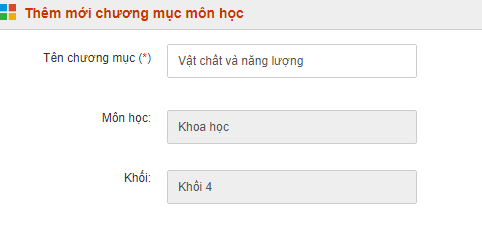 Thêm mới chương mục môn học
Tên chương mục (*)
Vật chất và năng lượng
Môn học:
Khoa học
Khối:
Khối 4